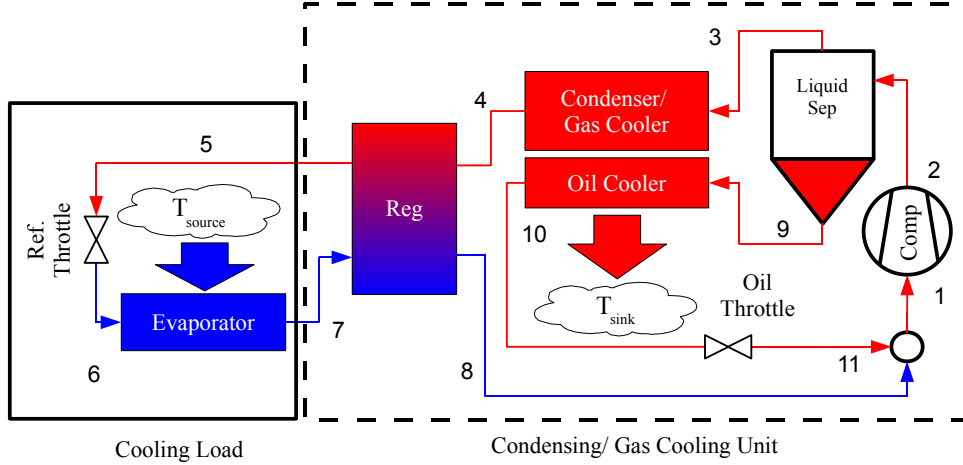 3
Liquid
Sep
Condenser/
Gas Cooler
4
5
2
Oil Cooler
Reg
T source
Ref.
Throttle
Comp
9
10
T sink
Oil
Throttle
1
Evaporator
7
6
8
11
Cooling Load
Condensing/ Gas Cooling Unit